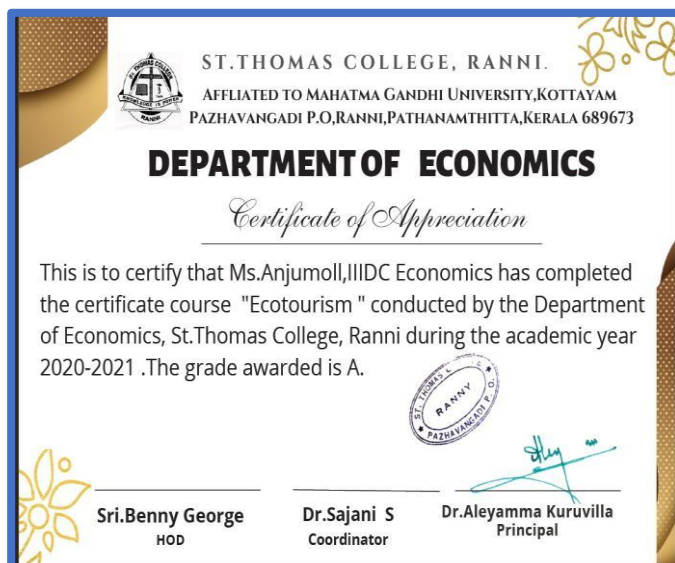 ST.THOMAS COLLEGE, RANNI.
AFFLIATED TO MAHATMA GANDHI UNIVERSITY,KOTTAYAM
PAZHAVANGADI P.O,RANNI,PATHANAMTHITTA,KERALA 689673
DEPARTMENT OF ECONOMICS
Certificate of Appreciation
This is to certify that Ms.Anjumoll,IIIDC Economics has completed
the certificate course "Ecotourism " conducted by the Department
of Economics, St.Thomas College, Ranni during the academic year
2020-2021 .The grade awarded is A.
ST. THOMAS
RANNY
PAZHAVANGADI P. O.
Sri.Benny George
HOD
Dr.Sajani S
Coordinator
Dr.Aleyamma Kuruvilla
Principal